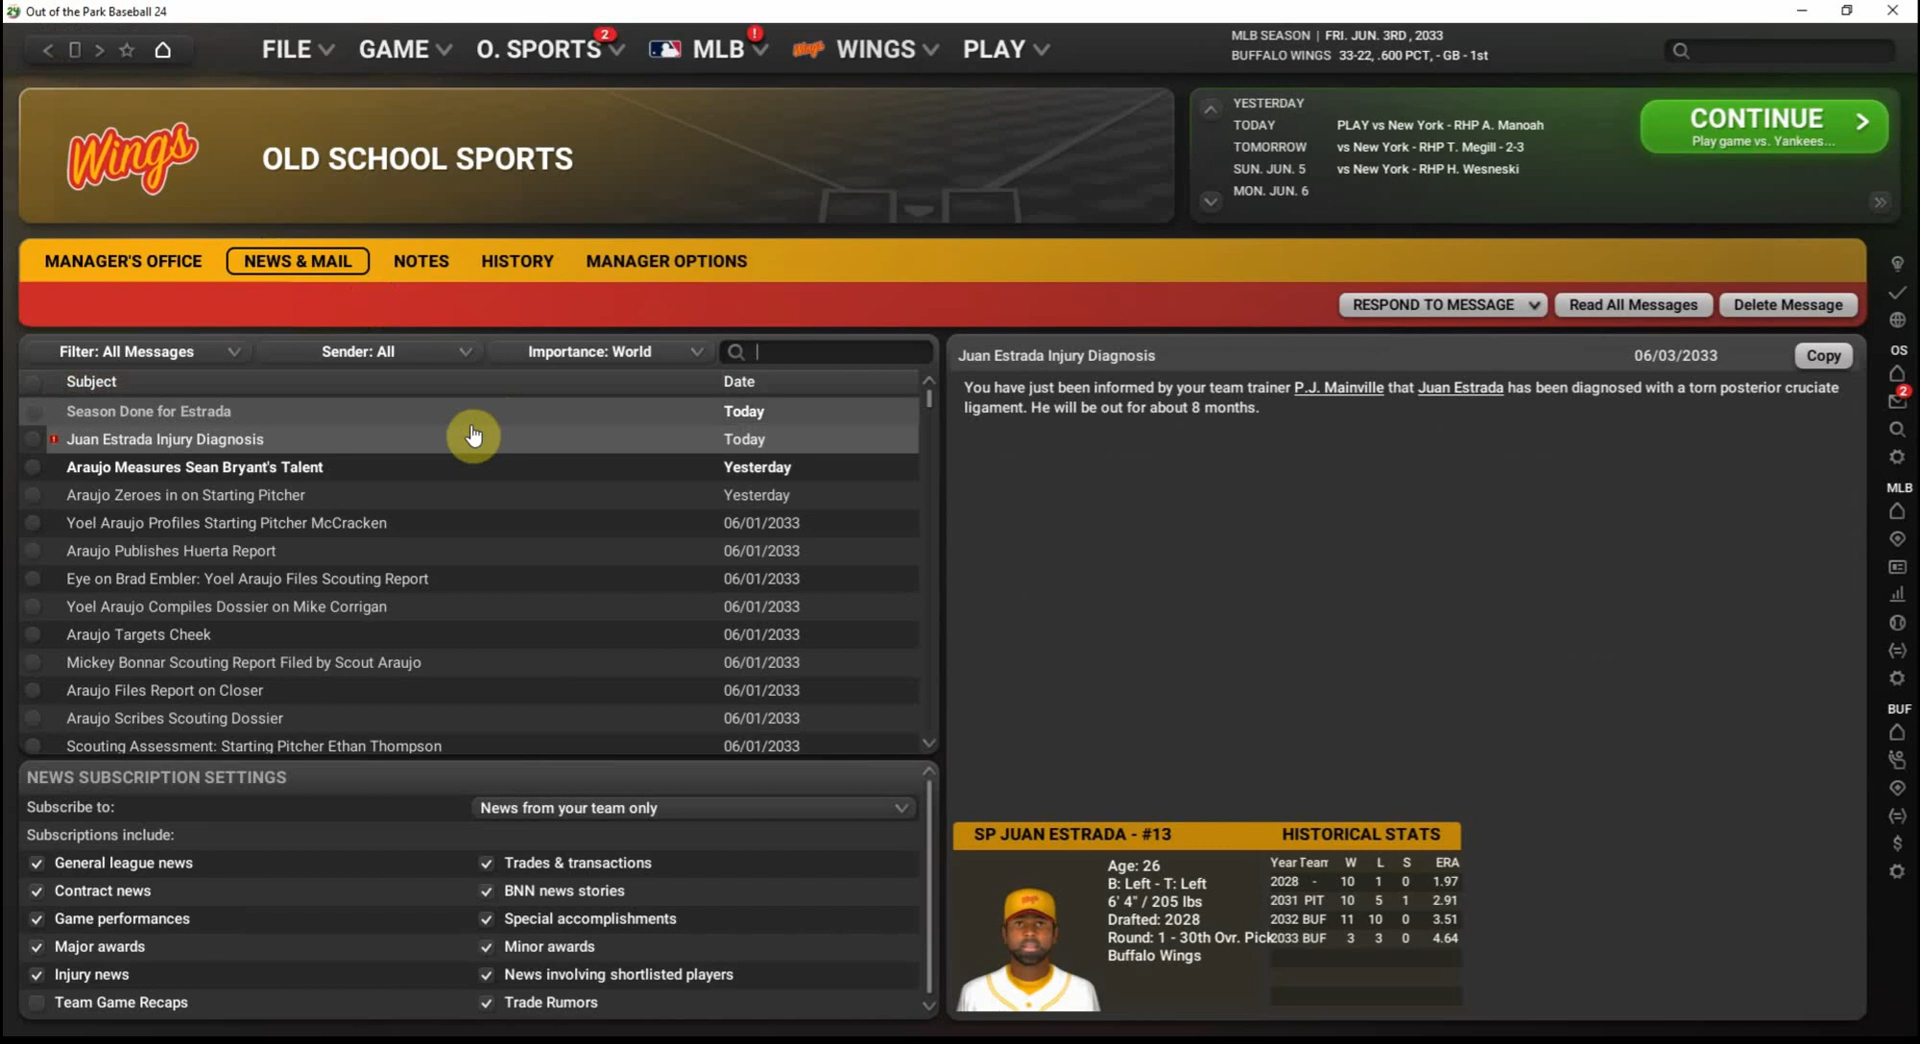 Out of the Park Baseball 24
FILE
GAME
O. SPORTS
2
MLB
!
Wings
WINGS
PLAY
MLB SEASON | FRI. JUN. 3RD, 2033
BUFFALO WINGS 33-22, .600 PCT, - GB - 1st
Wings
OLD SCHOOL SPORTS
YESTERDAY
TODAY PLAY vs New York - RHP A. Manoah
TOMORROW vs New York - RHP T. Megill - 2-3
SUN. JUN. 5 vs New York - RHP H. Wesneski
MON. JUN. 6
CONTINUE
Play game vs. Yankees...
MANAGER'S OFFICE
NEWS & MAIL
NOTES
HISTORY
MANAGER OPTIONS
RESPOND TO MESSAGE
Read All Messages
Delete Message
Filter: All Messages
Sender: All
Importance: World
Subject Date
Season Done for Estrada Today
! Juan Estrada Injury Diagnosis Today
Araujo Measures Sean Bryant's Talent Yesterday
Araujo Zeroes in on Starting Pitcher Yesterday
Yoel Araujo Profiles Starting Pitcher McCracken 06/01/2033
Araujo Publishes Huerta Report 06/01/2033
Eye on Brad Embler: Yoel Araujo Files Scouting Report 06/01/2033
Yoel Araujo Compiles Dossier on Mike Corrigan 06/01/2033
Araujo Targets Cheek 06/01/2033
Mickey Bonnar Scouting Report Filed by Scout Araujo 06/01/2033
Araujo Files Report on Closer 06/01/2033
Araujo Scribes Scouting Dossier 06/01/2033
Scouting Assessment: Starting Pitcher Ethan Thompson 06/01/2033
Juan Estrada Injury Diagnosis 06/03/2033
Copy
You have just been informed by your team trainer P.J. Mainville that Juan Estrada has been diagnosed with a torn posterior cruciate
ligament. He will be out for about 8 months.
NEWS SUBSCRIPTION SETTINGS
Subscribe to: News from your team only
Subscriptions include:
General league news Trades & transactions
Contract news BNN news stories
Game performances Special accomplishments
Major awards Minor awards
Injury news News involving shortlisted players
Team Game Recaps Trade Rumors
SP JUAN ESTRADA - #13
Age: 26
B: Left - T: Left
6' 4" / 205 lbs
Drafted: 2028
Round: 1 - 30th Ovr. Pick
Buffalo Wings
HISTORICAL STATS
Year Team W L S ERA
2028 - 10 1 0 1.97
2031 PIT 10 5 1 2.91
2032 BUF 11 10 0 3.51
2033 BUF 3 3 0 4.64
OS
2
MLB
BUF